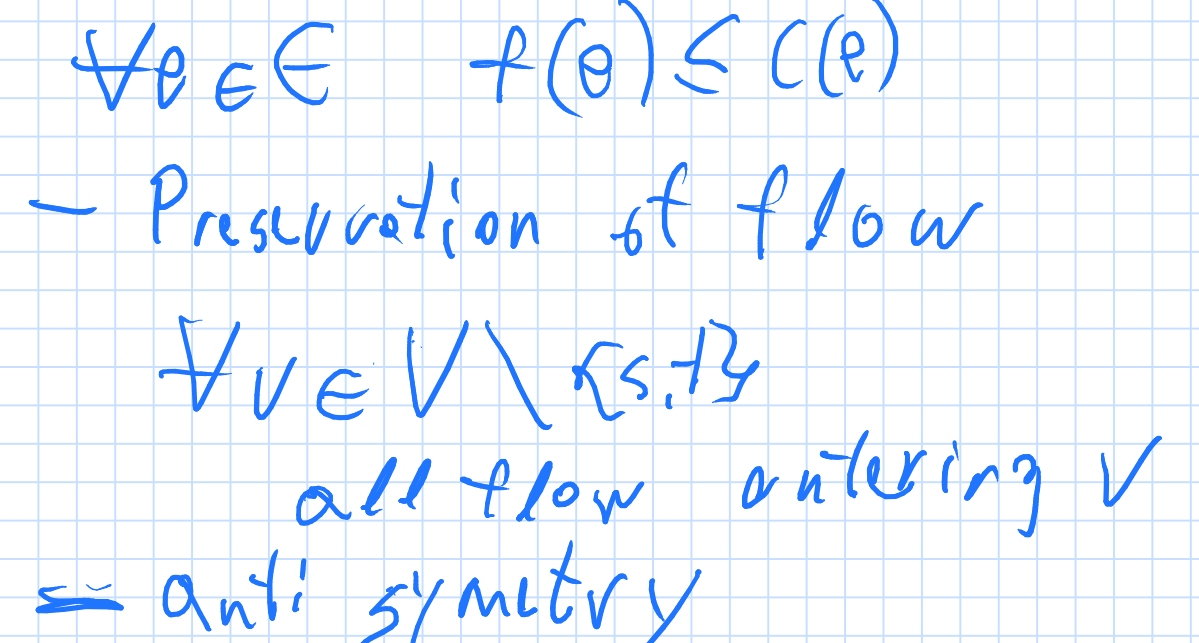 ∀e ∈ E f(e) ≤ c(e)
- Preservation of flow
∀v ∈ V \ {s,t}
all flow entering v
- anti symetry